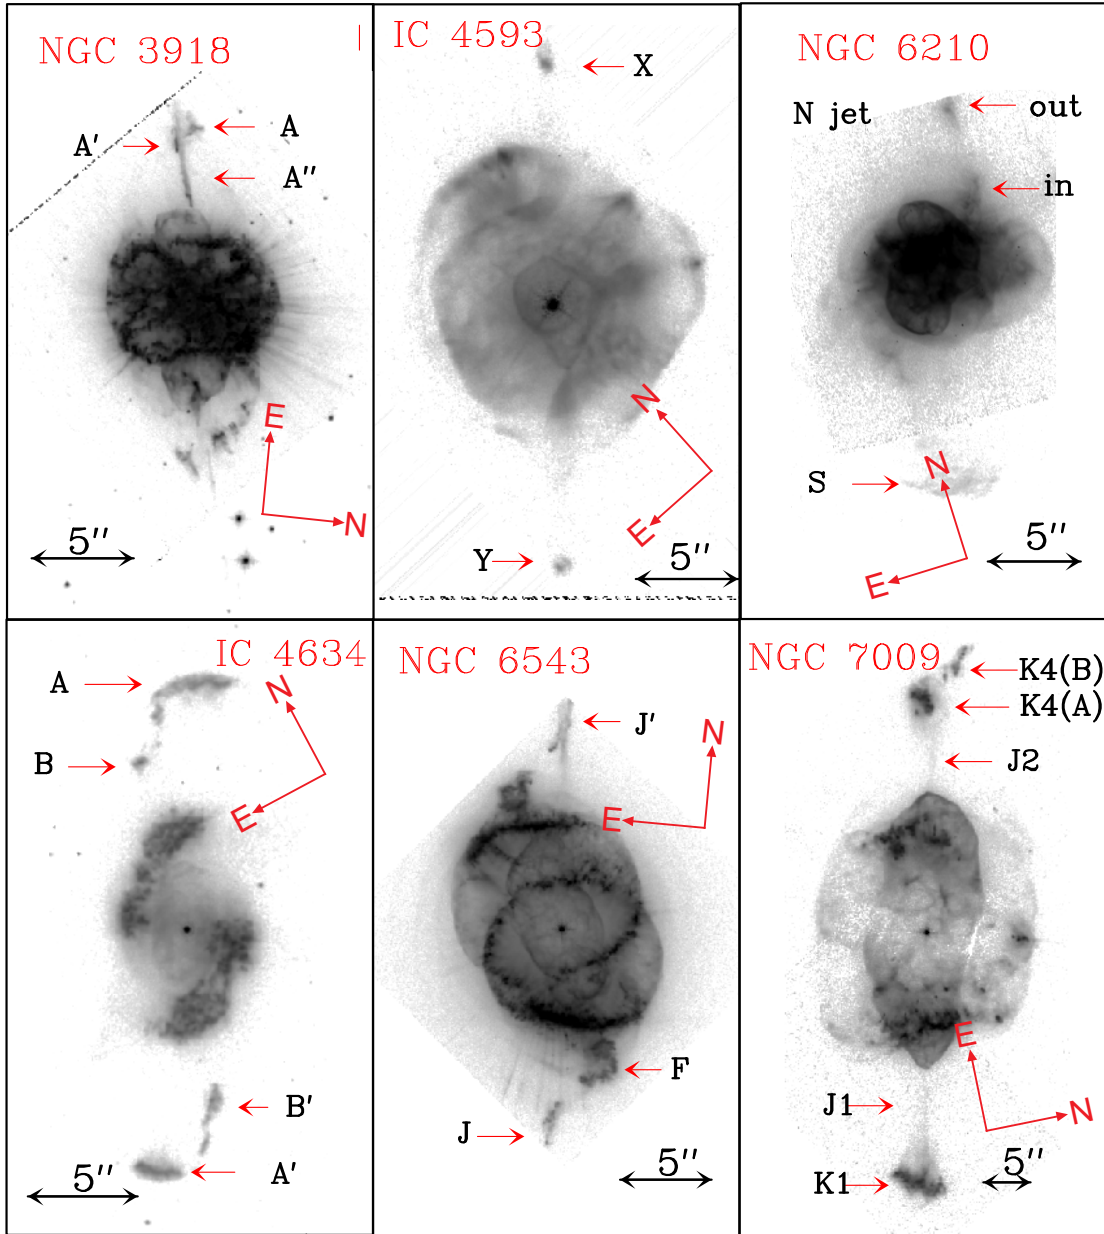 NGC 3918
A
A'
A''
E
N
5''
IC 4593
X
N
E
Y
5''
NGC 6210
N jet
out
in
S
N
E
5''
IC 4634
A
N
B
E
B'
A'
5''
NGC 6543
J'
N
E
F
J
5''
NGC 7009
K4(B)
K4(A)
J2
E
N
J1
K1
5''